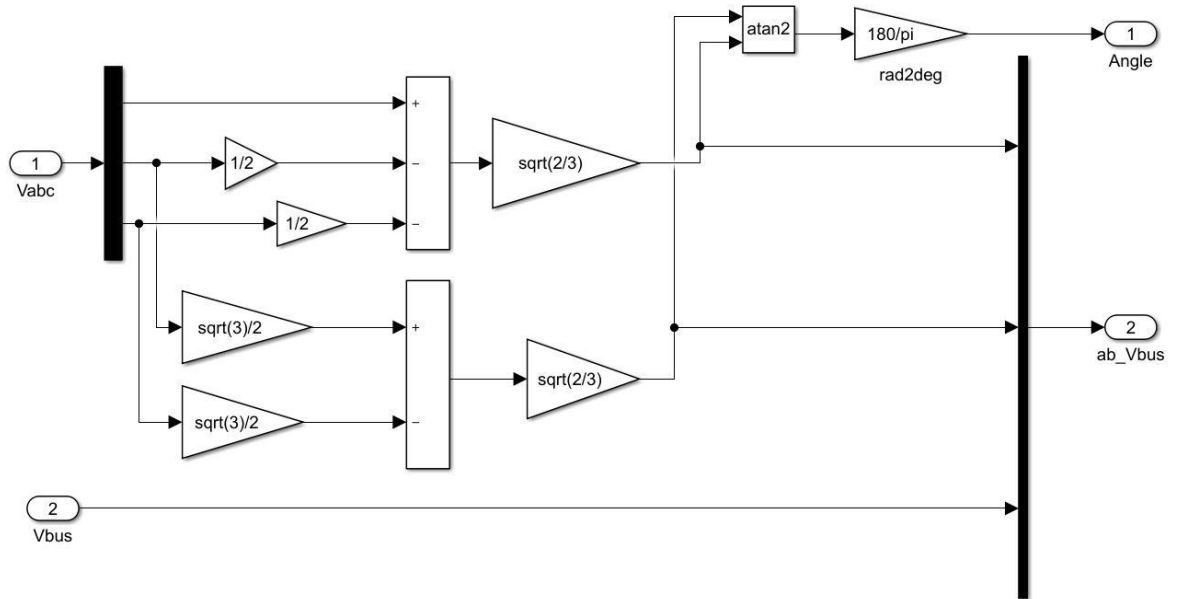 atan2
180/pi
1
rad2deg
Angle
+
1
1/2
−
sqrt(2/3)
Vabc
1/2
−
sqrt(3)/2
+
2
ab_Vbus
sqrt(2/3)
sqrt(3)/2
−
2
Vbus